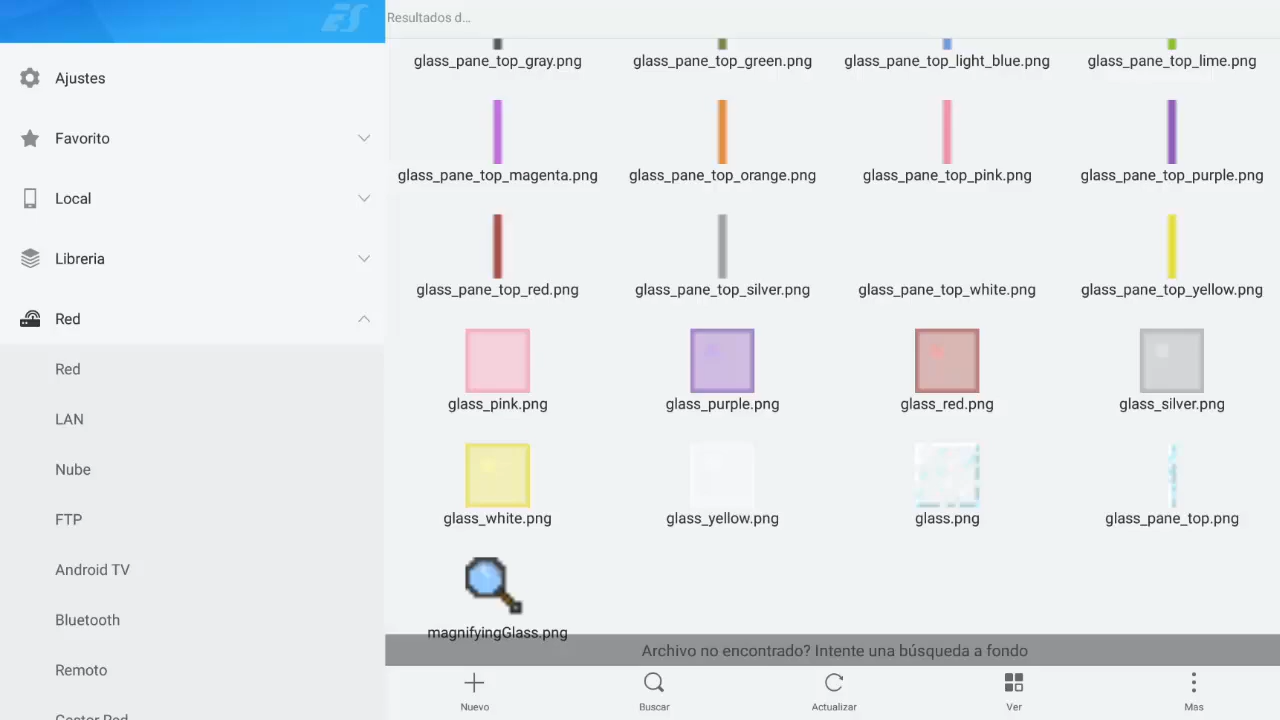 ES
Resultados d...
Ajustes
Favorito
Local
Libreria
Red
Red
LAN
Nube
FTP
Android TV
Bluetooth
Remoto
Gestor Red
glass_pane_top_gray.png
glass_pane_top_green.png
glass_pane_top_light_blue.png
glass_pane_top_lime.png
glass_pane_top_magenta.png
glass_pane_top_orange.png
glass_pane_top_pink.png
glass_pane_top_purple.png
glass_pane_top_red.png
glass_pane_top_silver.png
glass_pane_top_white.png
glass_pane_top_yellow.png
glass_pink.png
glass_purple.png
glass_red.png
glass_silver.png
glass_white.png
glass_yellow.png
glass.png
glass_pane_top.png
magnifyingGlass.png
Archivo no encontrado? Intente una búsqueda a fondo
Nuevo
Buscar
Actualizar
Ver
Mas